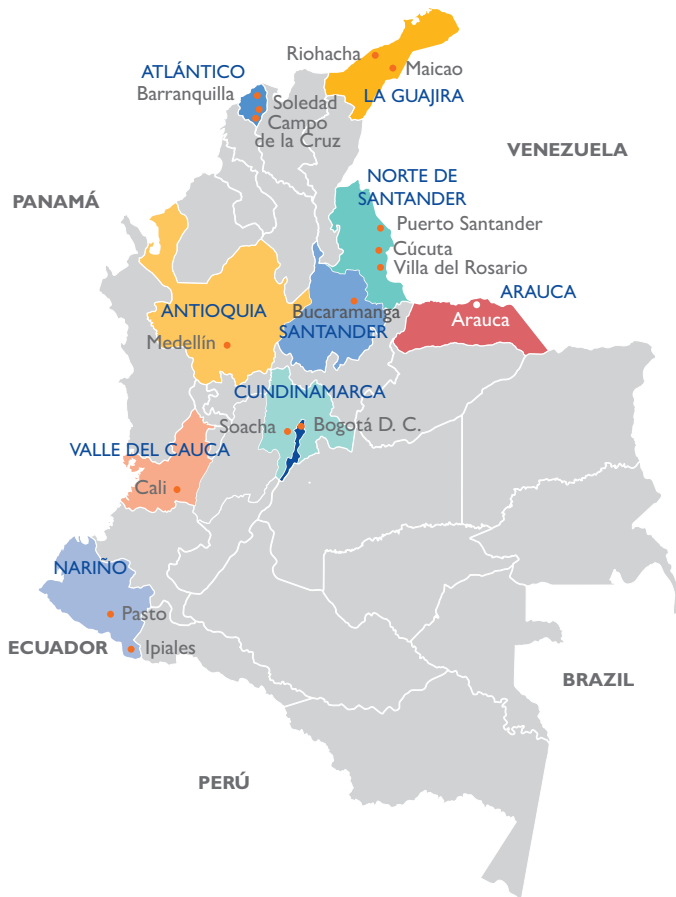 Riohacha
Maicao
ATLÁNTICO
Barranquilla
LA GUAJIRA
Soledad
Campo
de la Cruz
VENEZUELA
NORTE DE
SANTANDER
PANAMÁ
Puerto Santander
Cúcuta
Villa del Rosario
ARAUCA
ANTIOQUIA
Bucaramanga
Arauca
SANTANDER
Medellín
CUNDINAMARCA
Soacha
Bogotá D. C.
VALLE DEL CAUCA
Cali
NARIÑO
Pasto
ECUADOR
Ipiales
BRAZIL
PERÚ